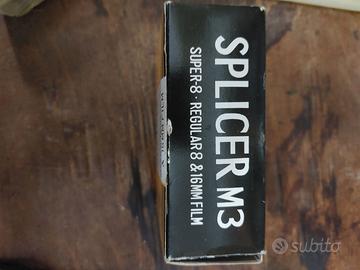 SPLICER M3
SUPER-8 · REGULAR 8 & 16MM FILM
subito